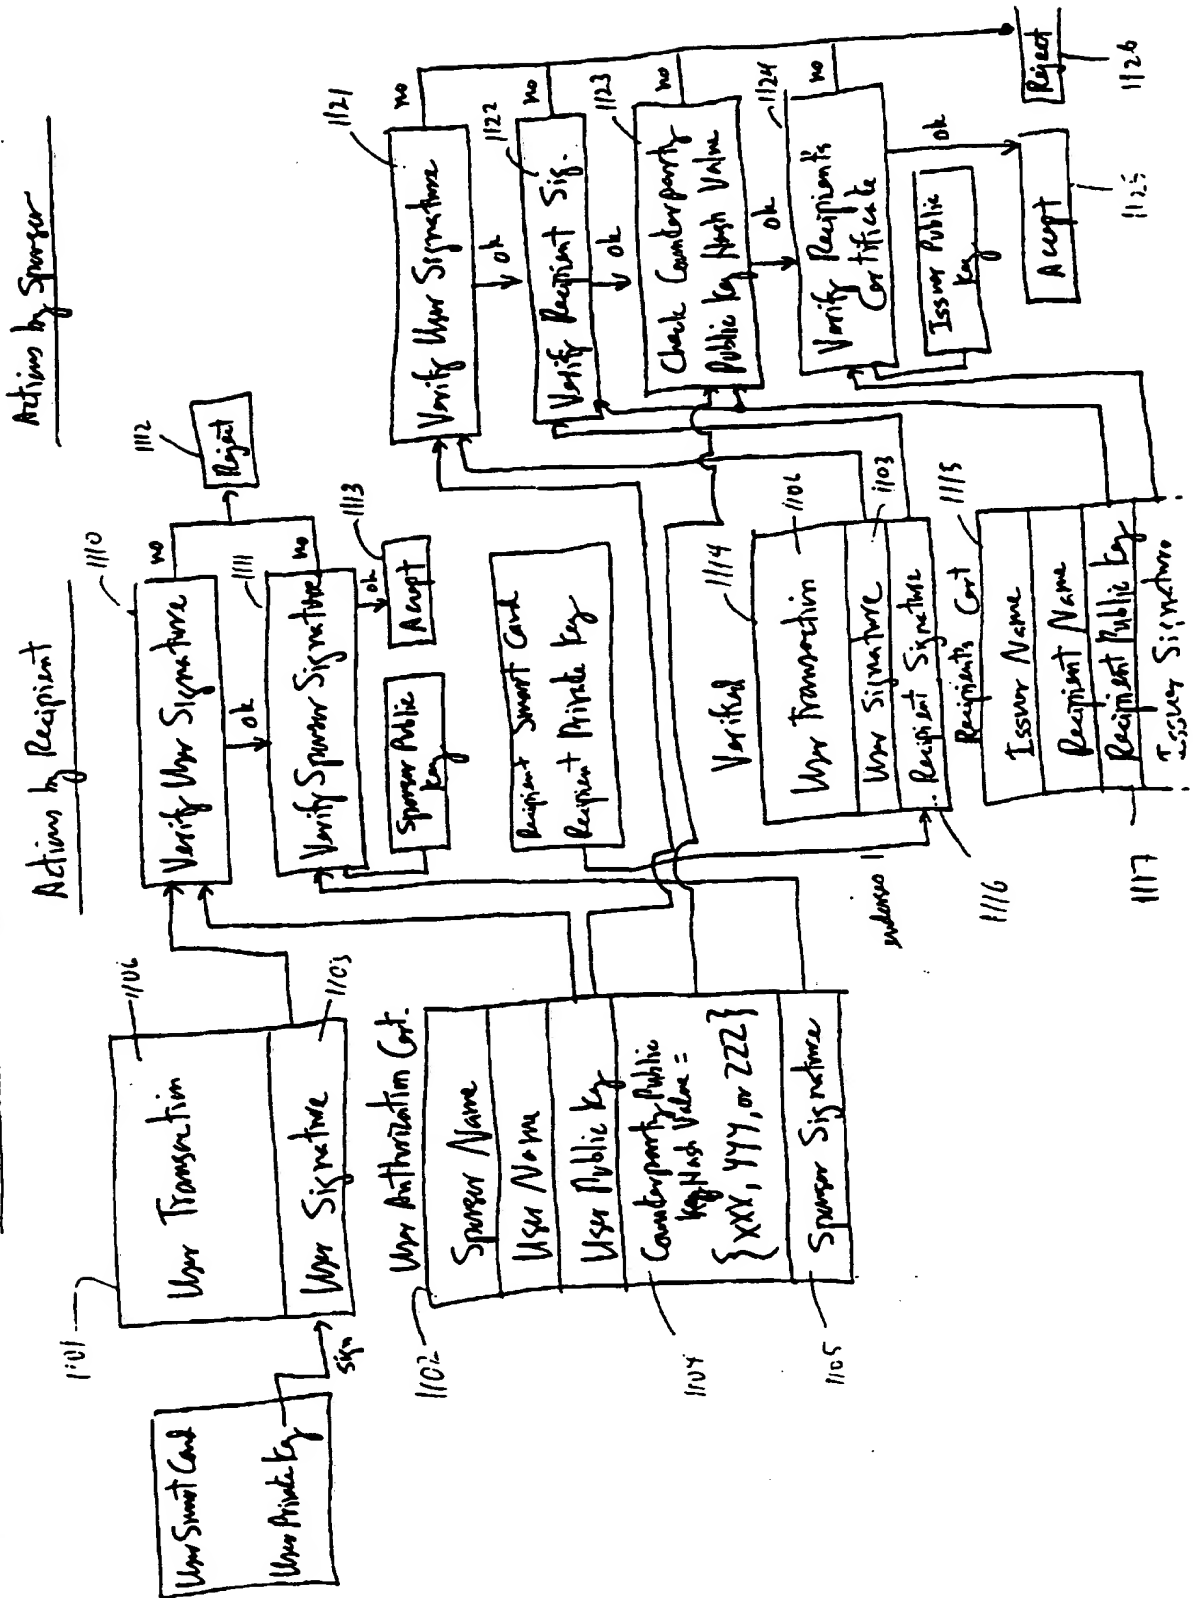 Actions by Recipient
Actions by Sponsor
User Smart Card
User Private Key
sign
1101
User Transaction
1106
User Signature
1103
User Authorization Cert.
1102
Sponsor Name
User Name
User Public Key
Counterparty Public
Key Hash Value =
{XXX, YYY, or ZZZ}
1104
Sponsor Signature
1105
Verify User Signature
1110
no
ok
Verify Sponsor Signature
1111
no
Reject
1112
ok
Sponsor Public
Key
Accept
1113
Recipient Smart Card
Recipient Private Key
endorses
Verified
1114
User Transaction
1106
User Signature
1103
Recipient Signature
1116
Recipients Cert
1115
Issuer Name
Recipient Name
Recipient Public Key
1117
Issuer Signature
Verify User Signature
1121
no
ok
Verify Recipient Sig.
1122
no
ok
Check Counterparty
Public Key Hash Value
1123
no
ok
Verify Recipients
Certificate
1124
no
ok
Issuer Public
Key
Accept
1125
Reject
1126